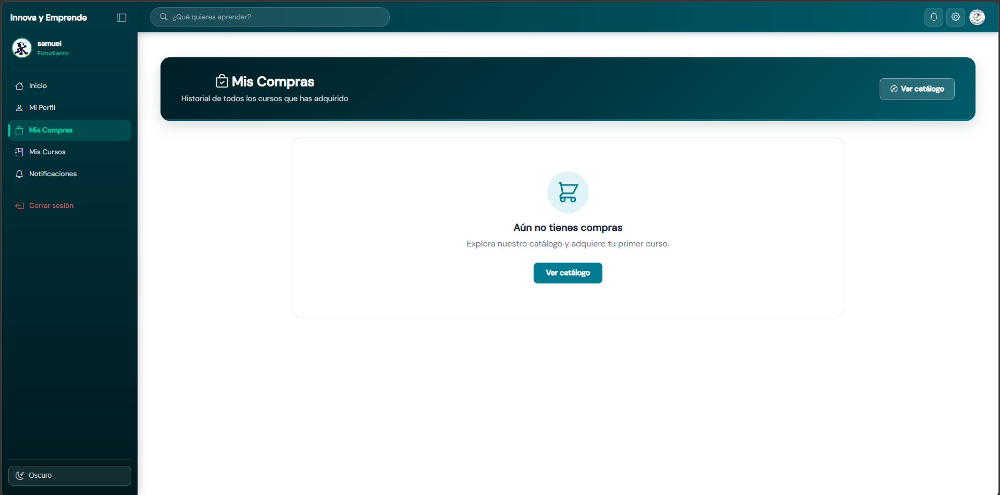 Innova y Emprende
¿Qué quieres aprender?
samuel
Estudiante
Inicio
Mi Perfil
Mis Compras
Mis Cursos
Notificaciones
Cerrar sesión
Oscuro
Mis Compras
Historial de todos los cursos que has adquirido
Ver catálogo
Aún no tienes compras
Explora nuestro catálogo y adquiere tu primer curso.
Ver catálogo